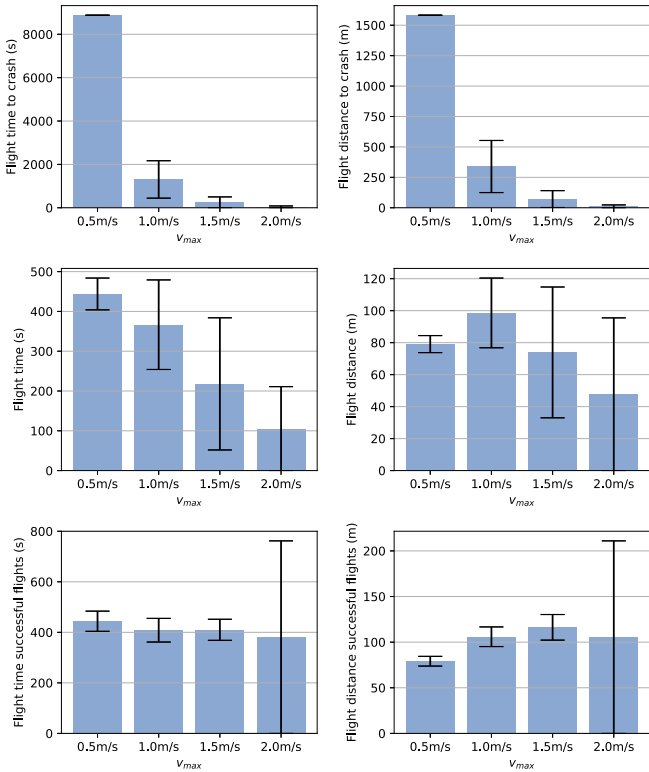 Flight time to crash (s)
8000
6000
4000
2000
0
0.5m/s 1.0m/s 1.5m/s 2.0m/s
v_max
Flight distance to crash (m)
1500
1250
1000
750
500
250
0
0.5m/s 1.0m/s 1.5m/s 2.0m/s
v_max
Flight time (s)
500
400
300
200
100
0
0.5m/s 1.0m/s 1.5m/s 2.0m/s
v_max
Flight distance (m)
120
100
80
60
40
20
0
0.5m/s 1.0m/s 1.5m/s 2.0m/s
v_max
Flight time successful flights (s)
800
600
400
200
0
0.5m/s 1.0m/s 1.5m/s 2.0m/s
v_max
Flight distance successful flights (m)
200
150
100
50
0
0.5m/s 1.0m/s 1.5m/s 2.0m/s
v_max